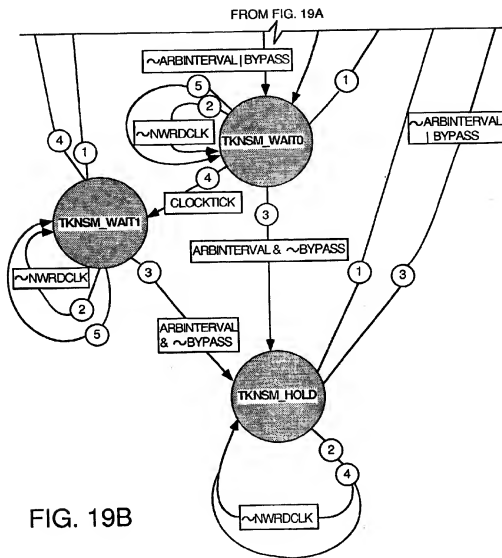 FROM FIG. 19A
~ARBINTERVAL | BYPASS
5
2
1
~NWRDCLK
TKNSM_WAIT0
~ARBINTERVAL
| BYPASS
4
1
4
CLOCKTICK
3
TKNSM_WAIT1
~NWRDCLK
3
ARBINTERVAL & ~BYPASS
1
3
2
5
ARBINTERVAL
& ~BYPASS
TKNSM_HOLD
2
4
~NWRDCLK
FIG. 19B